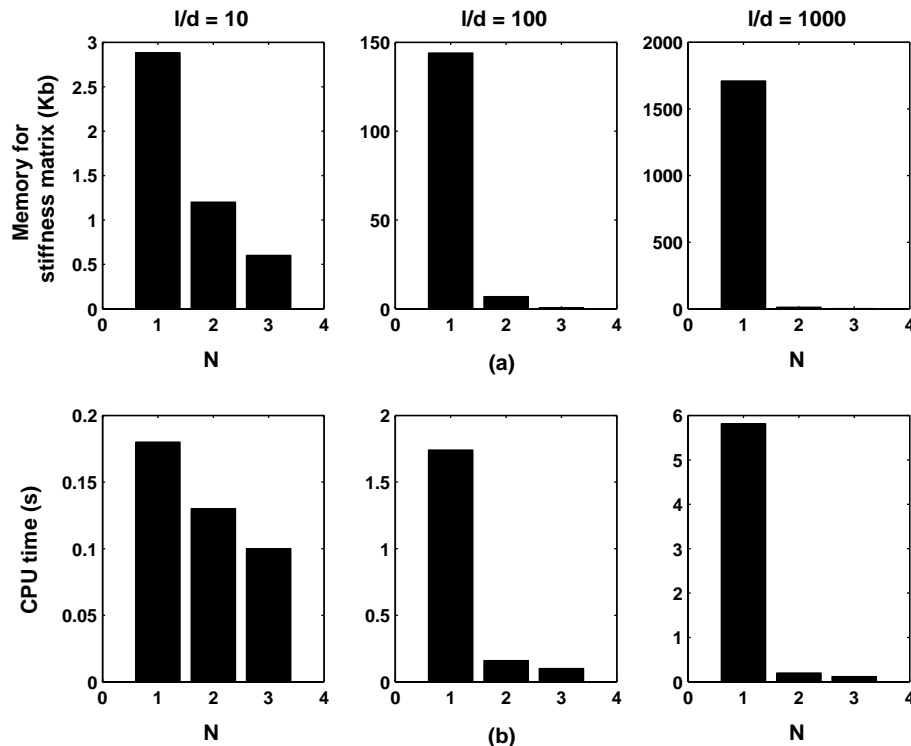 l/d = 10
l/d = 100
l/d = 1000
Memory for
stiffness matrix (Kb)
3
2.5
2
1.5
1
0.5
0
0 1 2 3 4
N
150
100
50
0
0 1 2 3 4
(a)
2000
1500
1000
500
0
0 1 2 3 4
N
CPU time (s)
0.2
0.15
0.1
0.05
0
0 1 2 3 4
N
2
1.5
1
0.5
0
0 1 2 3 4
(b)
6
5
4
3
2
1
0
0 1 2 3 4
N